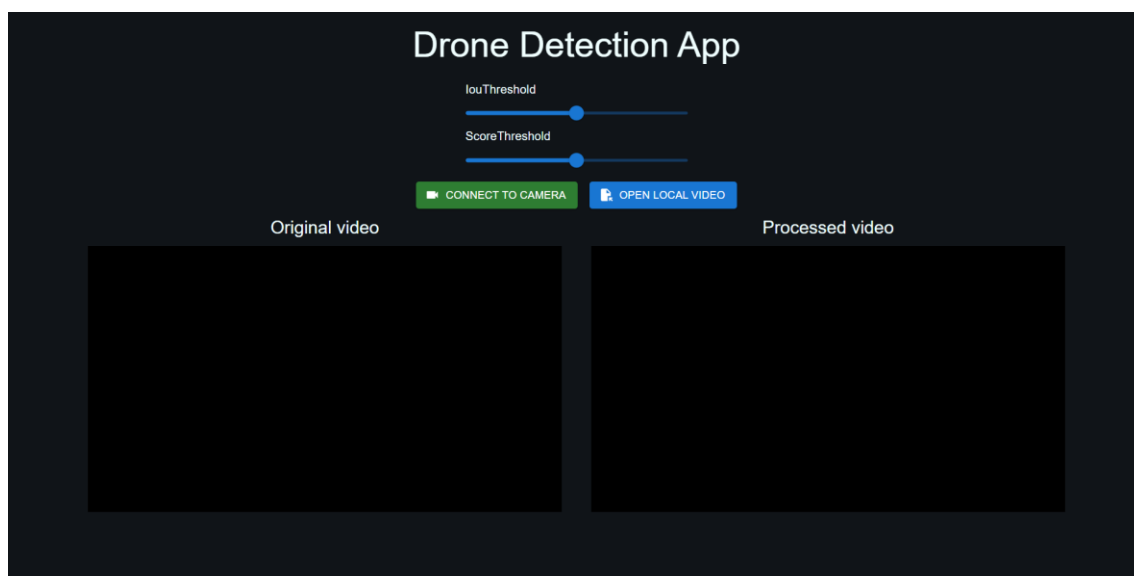 Drone Detection App
IouThreshold
ScoreThreshold
CONNECT TO CAMERA
OPEN LOCAL VIDEO
Original video
Processed video